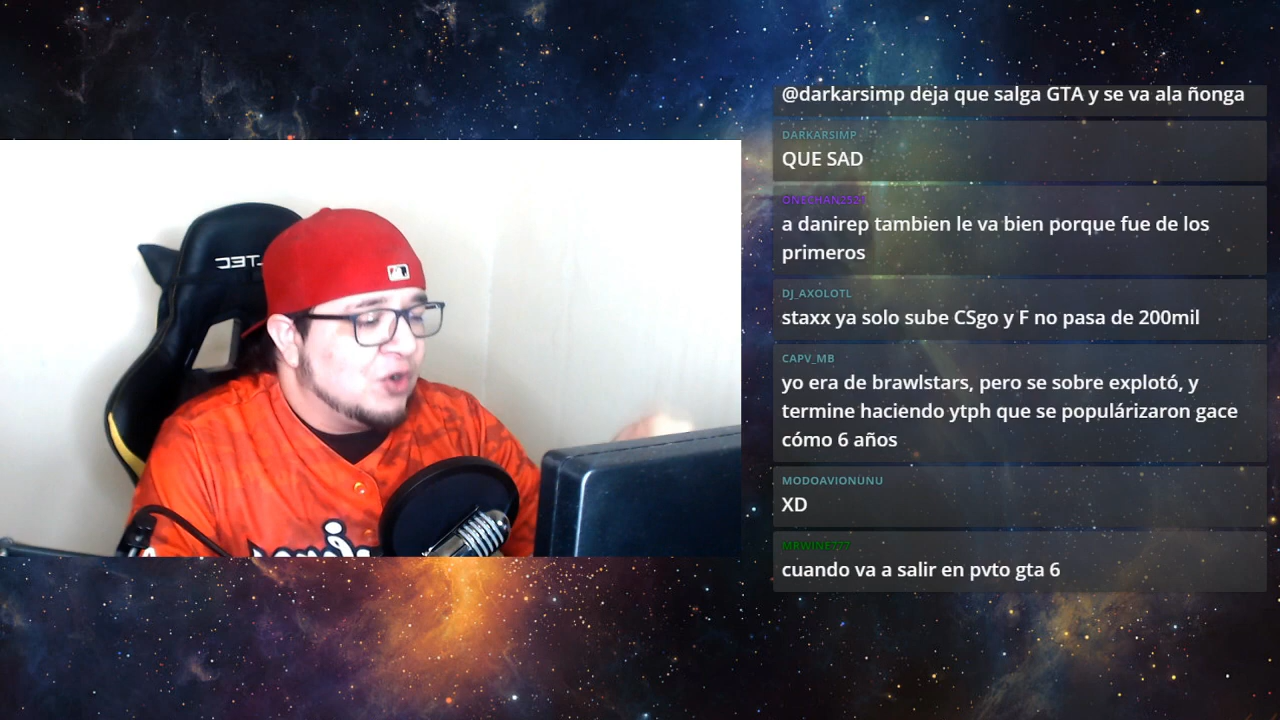 @darkarsimp deja que salga GTA y se va ala ñonga
DARKARSIMP
QUE SAD
a danirep tambien le va bien porque fue de los
primeros
DJ_AXOLOTL
staxx ya solo sube CSgo y F no pasa de 200mil
CAPV_MB
yo era de brawlstars, pero se sobre explotó, y
termine haciendo ytph que se populárizaron gace
cómo 6 años
MODOAVIONUNU
XD
MRWINE777
cuando va a salir en pvto gta 6